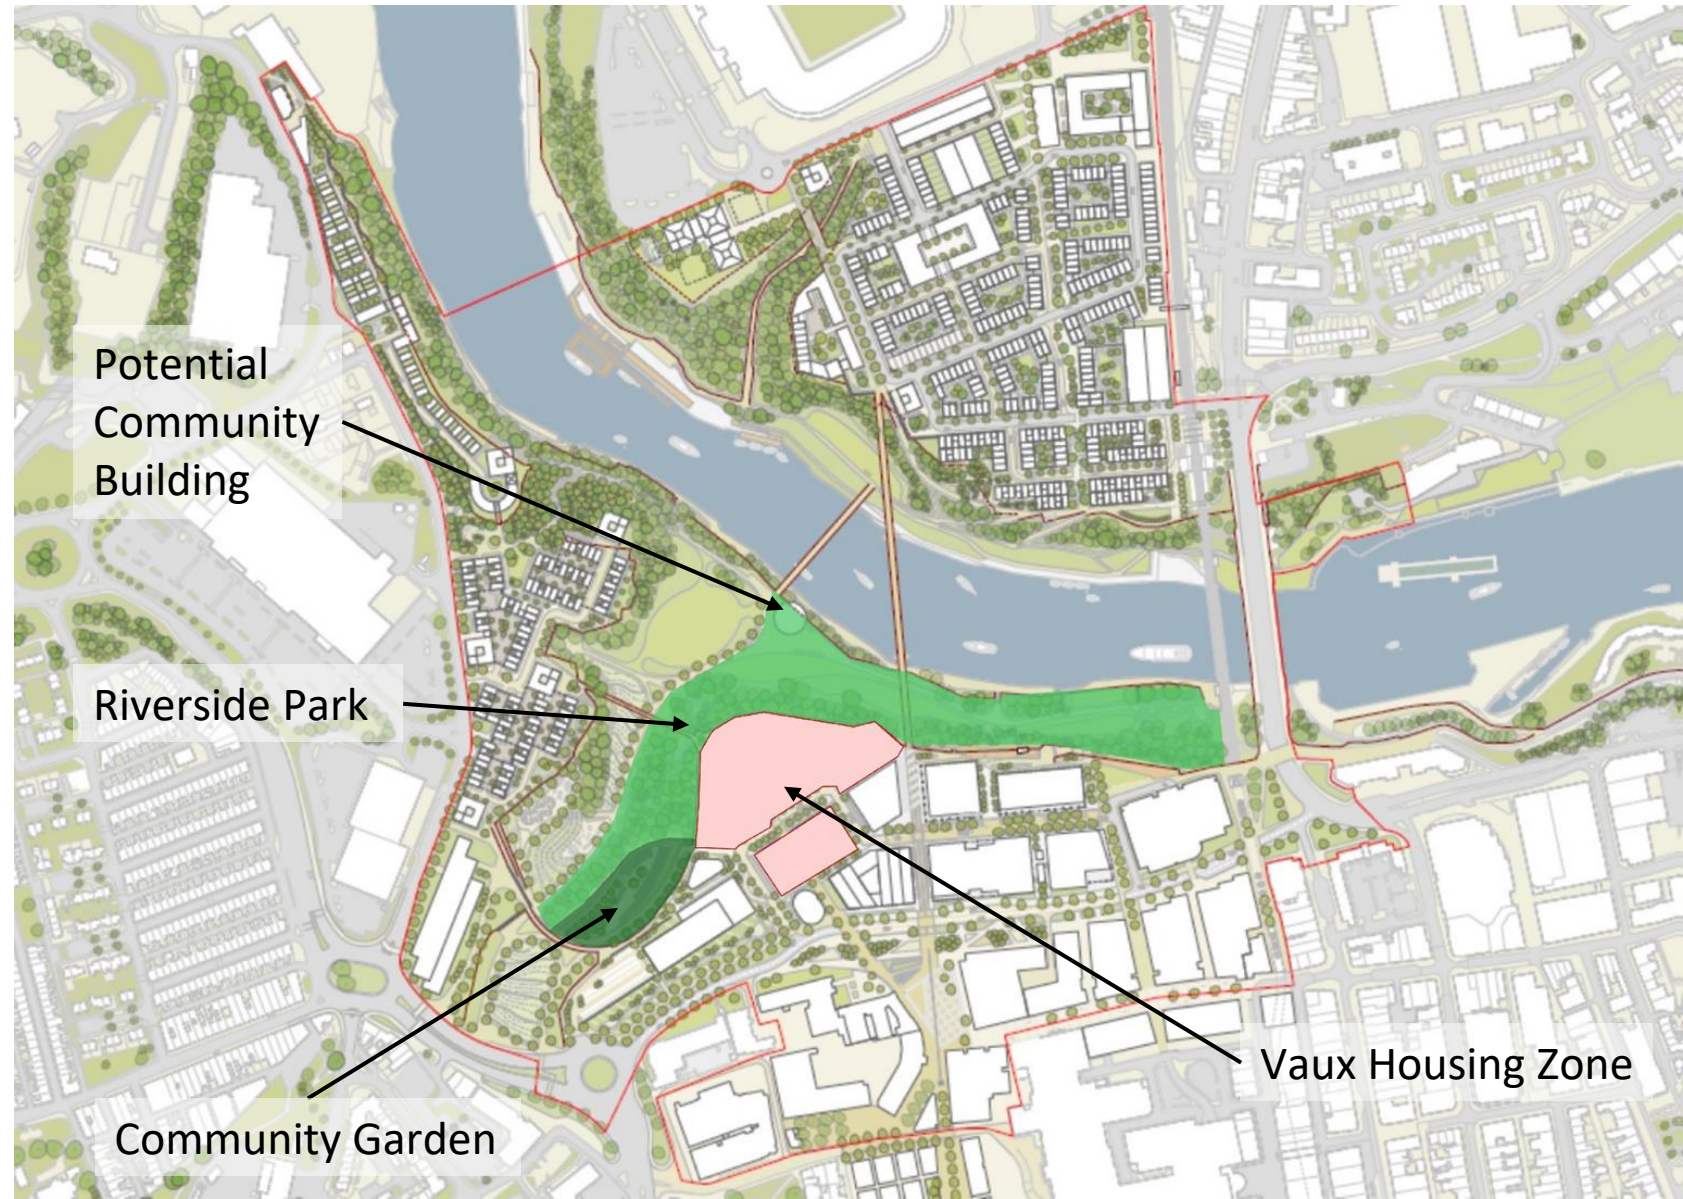 Potential
Community
Building
Riverside Park
Vaux Housing Zone
Community Garden